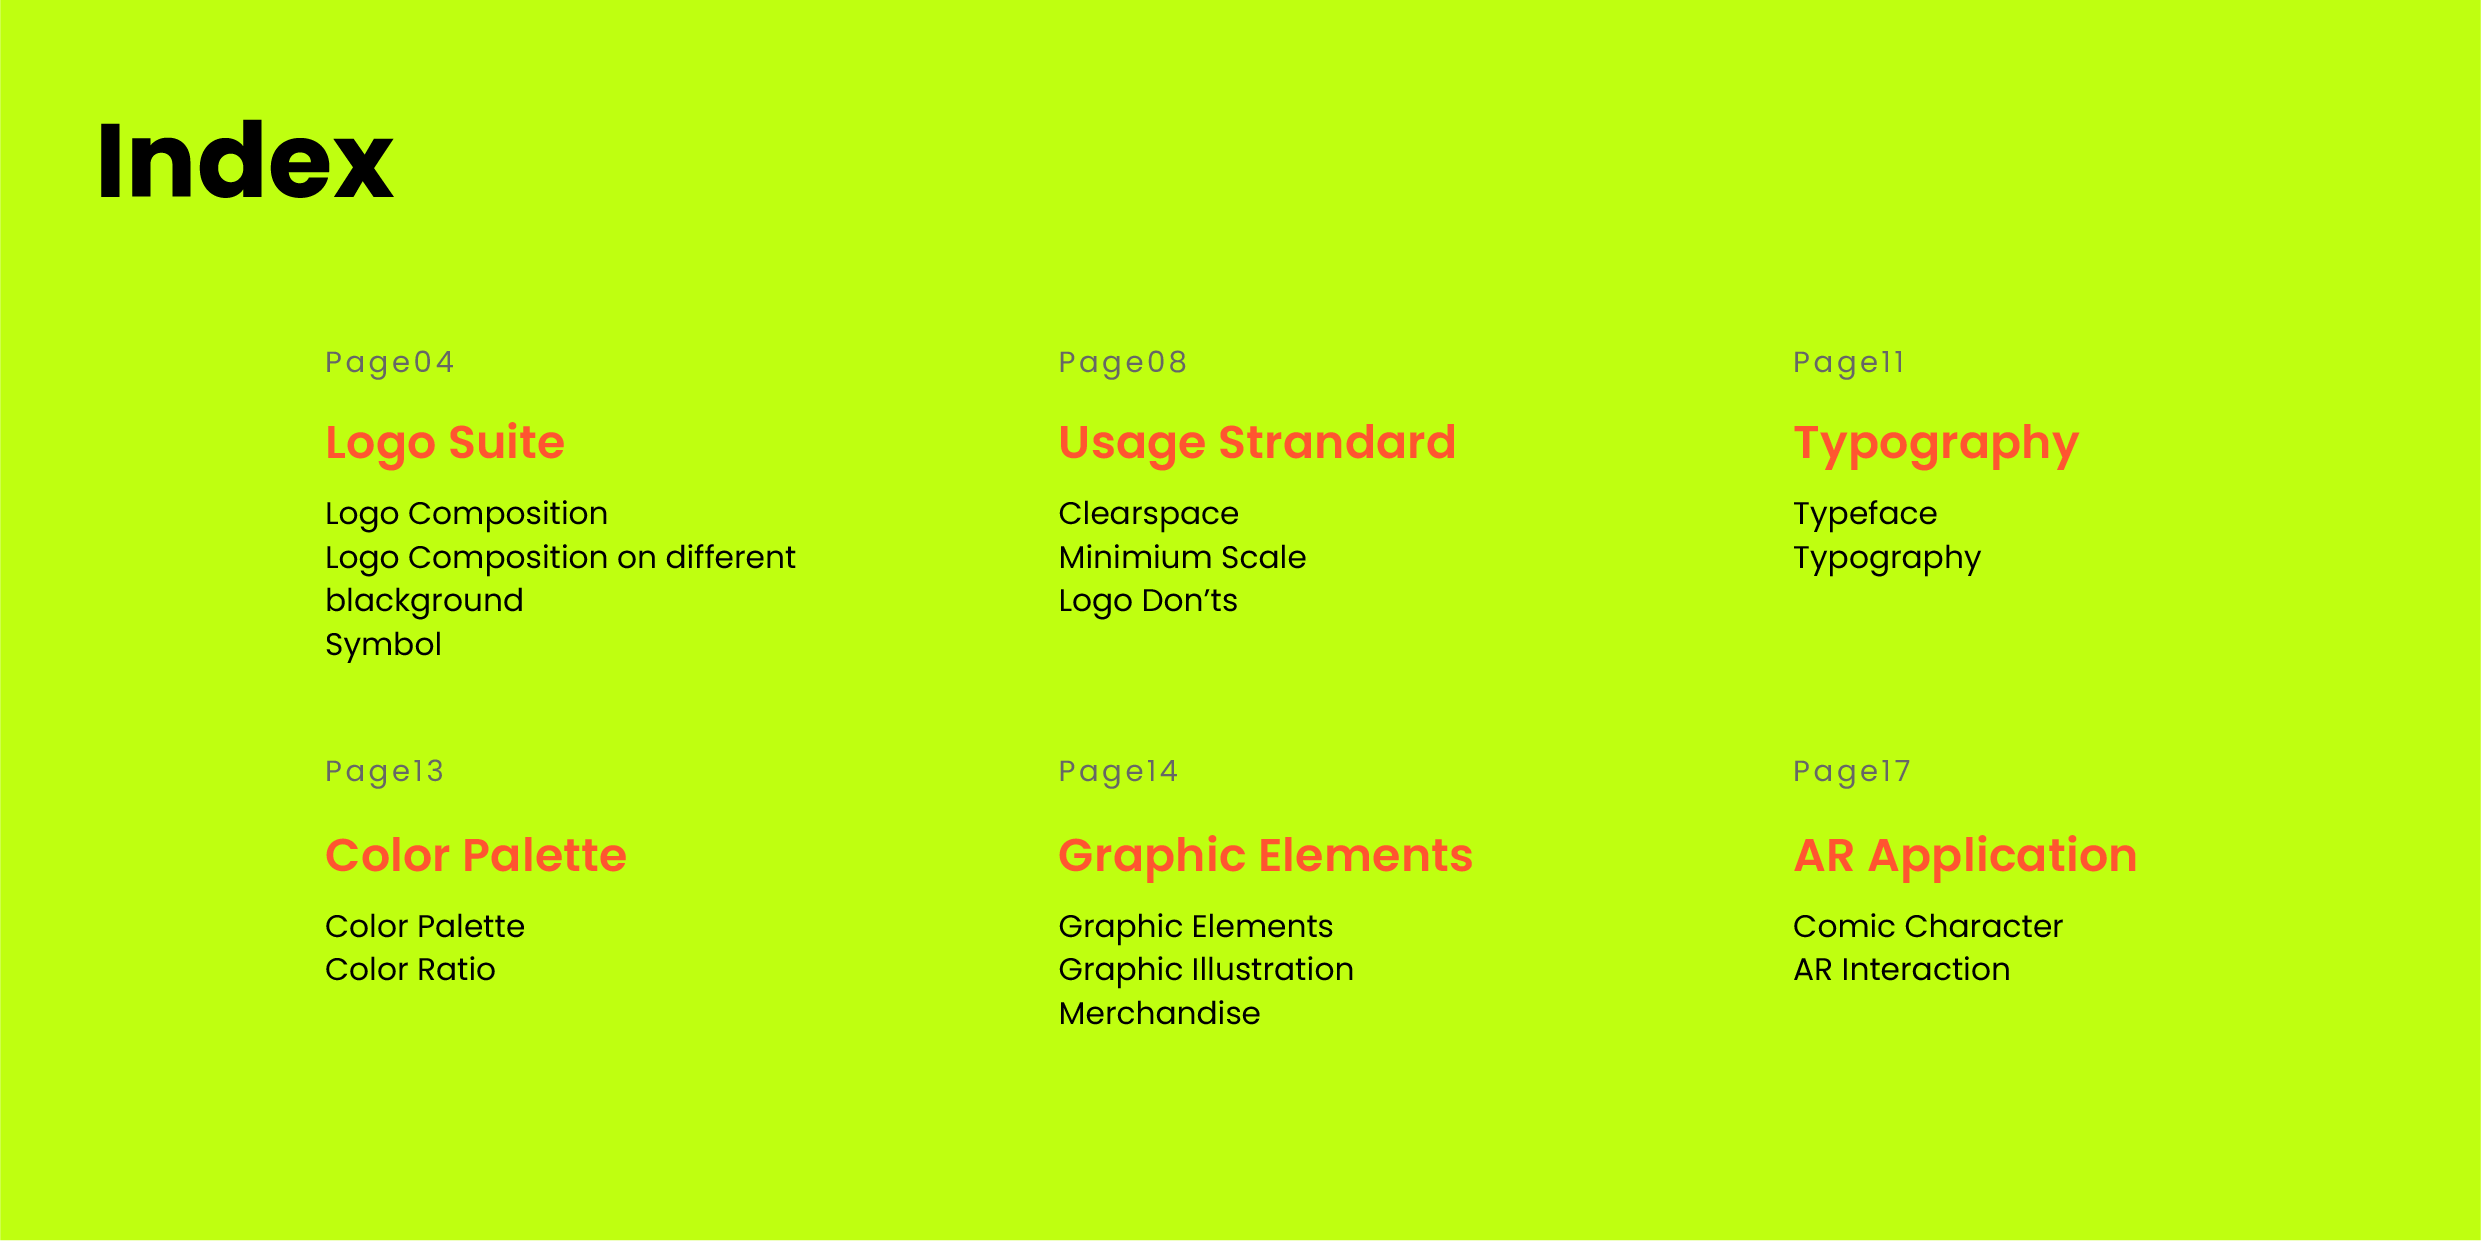 Index
Page04
Logo Suite
Logo Composition
Logo Composition on different
blackground
Symbol
Page08
Usage Strandard
Clearspace
Minimium Scale
Logo Don’ts
Page11
Typography
Typeface
Typography
Page13
Color Palette
Color Palette
Color Ratio
Page14
Graphic Elements
Graphic Elements
Graphic Illustration
Merchandise
Page17
AR Application
Comic Character
AR Interaction